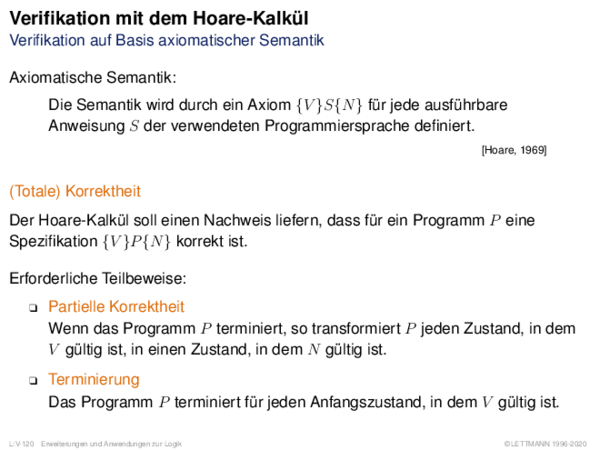 Verifikation mit dem Hoare-Kalkül
Verifikation auf Basis axiomatischer Semantik
Axiomatische Semantik:
Die Semantik wird durch ein Axiom {V}S{N} für jede ausführbare
Anweisung S der verwendeten Programmiersprache definiert.
[Hoare, 1969]
(Totale) Korrektheit
Der Hoare-Kalkül soll einen Nachweis liefern, dass für ein Programm P eine
Spezifikation {V}P{N} korrekt ist.
Erforderliche Teilbeweise:
❑ Partielle Korrektheit
Wenn das Programm P terminiert, so transformiert P jeden Zustand, in dem
V gültig ist, in einen Zustand, in dem N gültig ist.
❑ Terminierung
Das Programm P terminiert für jeden Anfangszustand, in dem V gültig ist.
L:V-120 Erweiterungen und Anwendungen zur Logik ©LETTMANN 1996-2020